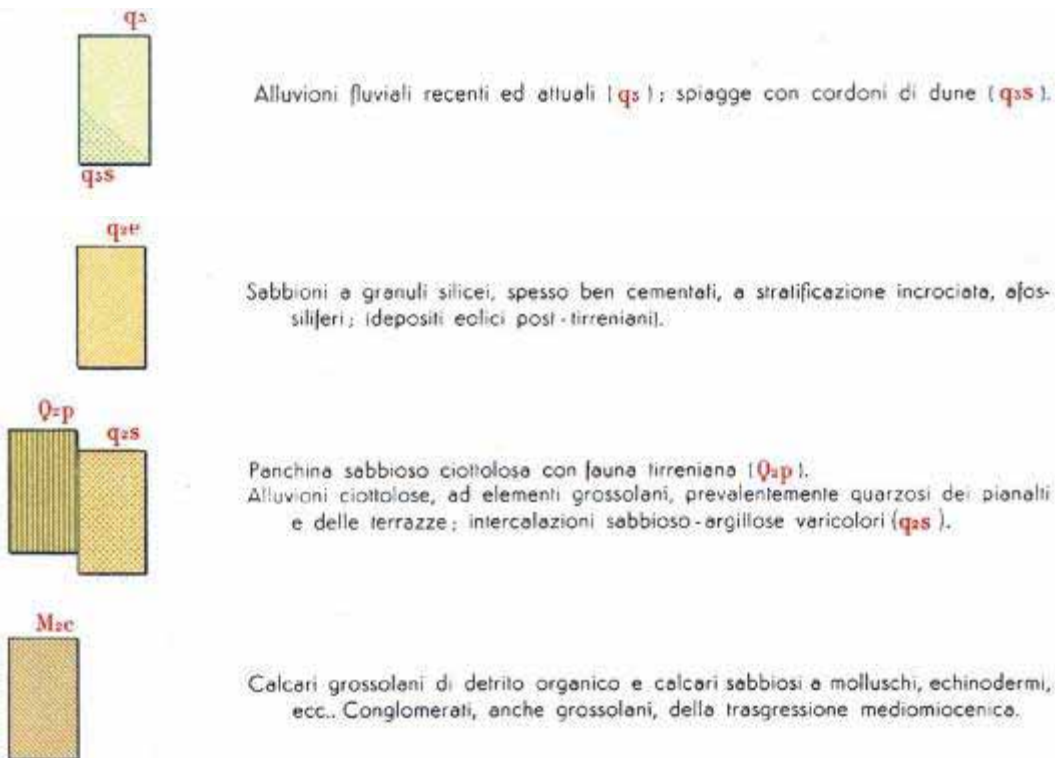 q₃
Alluvioni fluviali recenti ed attuali (q₃); spiagge con cordoni di dune (q₃s).
q₃s
q₂e
Sabbioni a granuli silicei, spesso ben cementati, a stratificazione incrociata, afos-
siliferi; (depositi eolici post-tirreniani).
Q₂p
q₂s
Panchina sabbioso ciottolosa con fauna tirreniana (Q₂p).
Alluvioni ciottolose, ad elementi grossolani, prevalentemente quarzosi dei pianalti
e delle terrazze; intercalazioni sabbioso-argillose varicolori (q₂s).
M₂c
Calcari grossolani di detrito organico e calcari sabbiosi a molluschi, echinodermi,
ecc.. Conglomerati, anche grossolani, della trasgressione mediomiocenica.